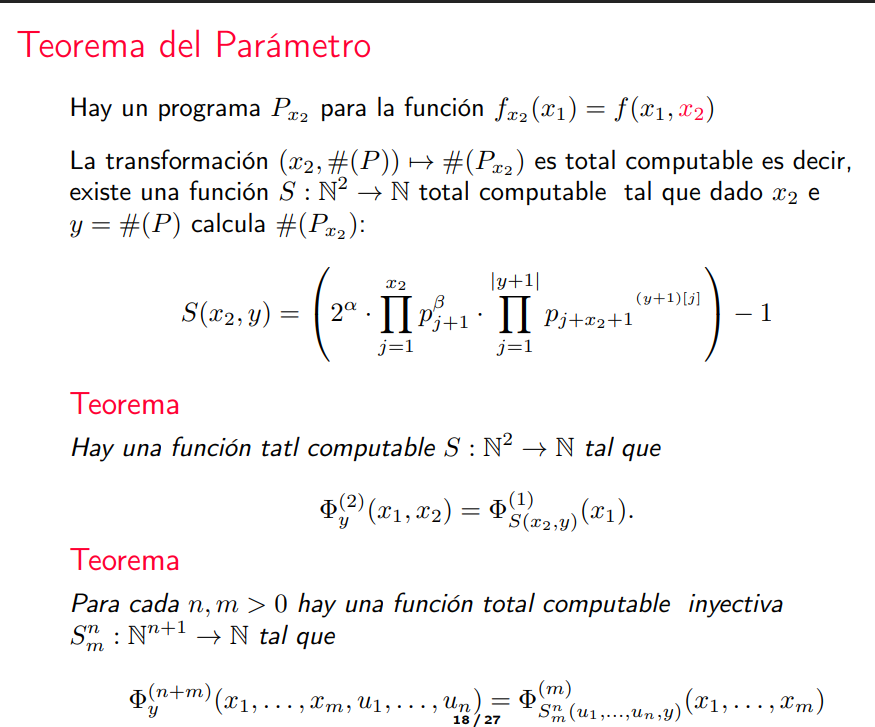 Teorema del Parámetro
Hay un programa $P_{x_2}$ para la función $f_{x_2}(x_1) = f(x_1, x_2)$
La transformación $(x_2, \#(P)) \mapsto \#(P_{x_2})$ es total computable es decir,
existe una función $S : \mathbb{N}^2 \to \mathbb{N}$ total computable tal que dado $x_2$ e
$y = \#(P)$ calcula $\#(P_{x_2})$:
$S(x_2, y) = \left( 2^{\alpha} \cdot \prod_{j=1}^{x_2} p_{j+1}^{\beta} \cdot \prod_{j=1}^{|y+1|} p_{j+x_2+1}{}^{(y+1)[j]} \right) - 1$
Teorema
Hay una función tatl computable $S : \mathbb{N}^2 \to \mathbb{N}$ tal que
$\Phi_y^{(2)}(x_1, x_2) = \Phi_{S(x_2,y)}^{(1)}(x_1).$
Teorema
Para cada $n, m > 0$ hay una función total computable inyectiva
$S_m^n : \mathbb{N}^{n+1} \to \mathbb{N}$ tal que
$\Phi_y^{(n+m)}(x_1, \ldots, x_m, u_1, \ldots, u_n) = \Phi_{S_m^n(u_1,\ldots,u_n,y)}^{(m)}(x_1, \ldots, x_m)$
18 / 27